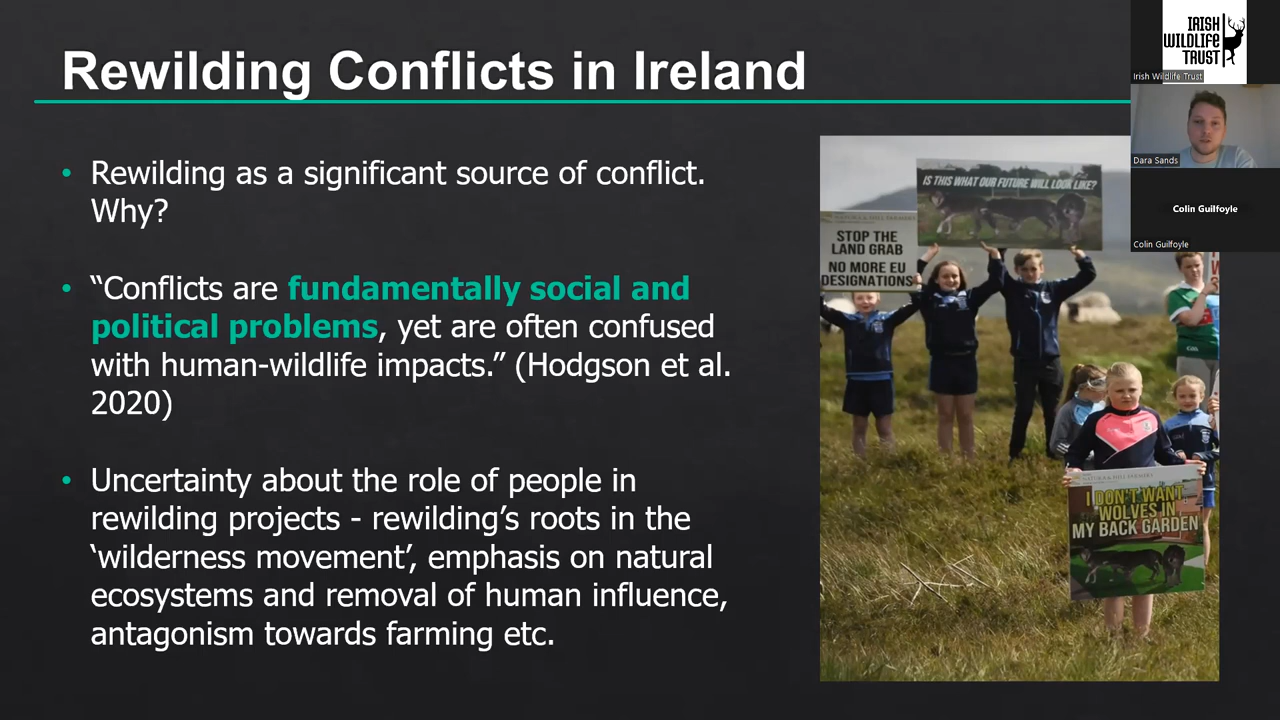 Rewilding Conflicts in Ireland
• Rewilding as a significant source of conflict.
Why?
• “Conflicts are fundamentally social and
political problems, yet are often confused
with human-wildlife impacts.” (Hodgson et al.
2020)
• Uncertainty about the role of people in
rewilding projects - rewilding’s roots in the
‘wilderness movement’, emphasis on natural
ecosystems and removal of human influence,
antagonism towards farming etc.
IS THIS WHAT OUR FUTURE WILL LOOK LIKE?
STOP THE
LAND GRAB
NO MORE EU
DESIGNATIONS
I DON'T WANT
WOLVES IN
MY BACK GARDEN
IRISH
WILDLIFE
TRUST
Irish Wildlife Trust
Dara Sands
Colin Guilfoyle
Colin Guilfoyle